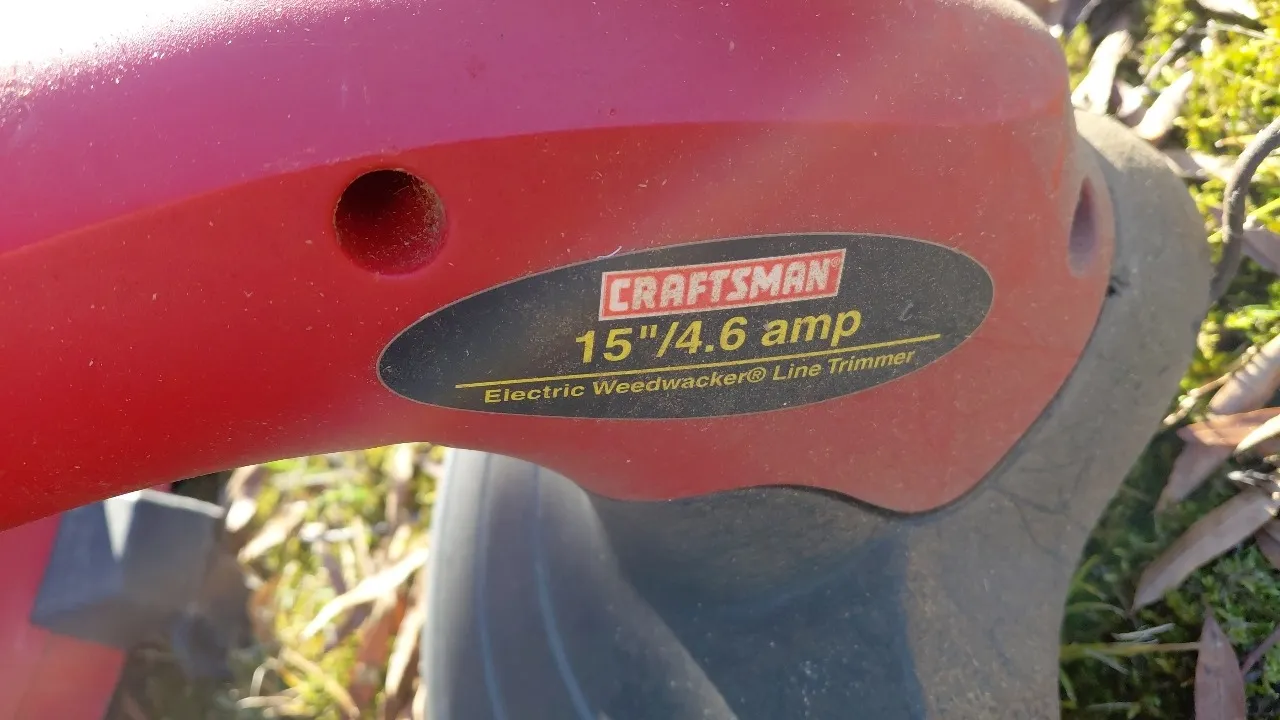 CRAFTSMAN®
15"/4.6 amp
Electric Weedwacker® Line Trimmer